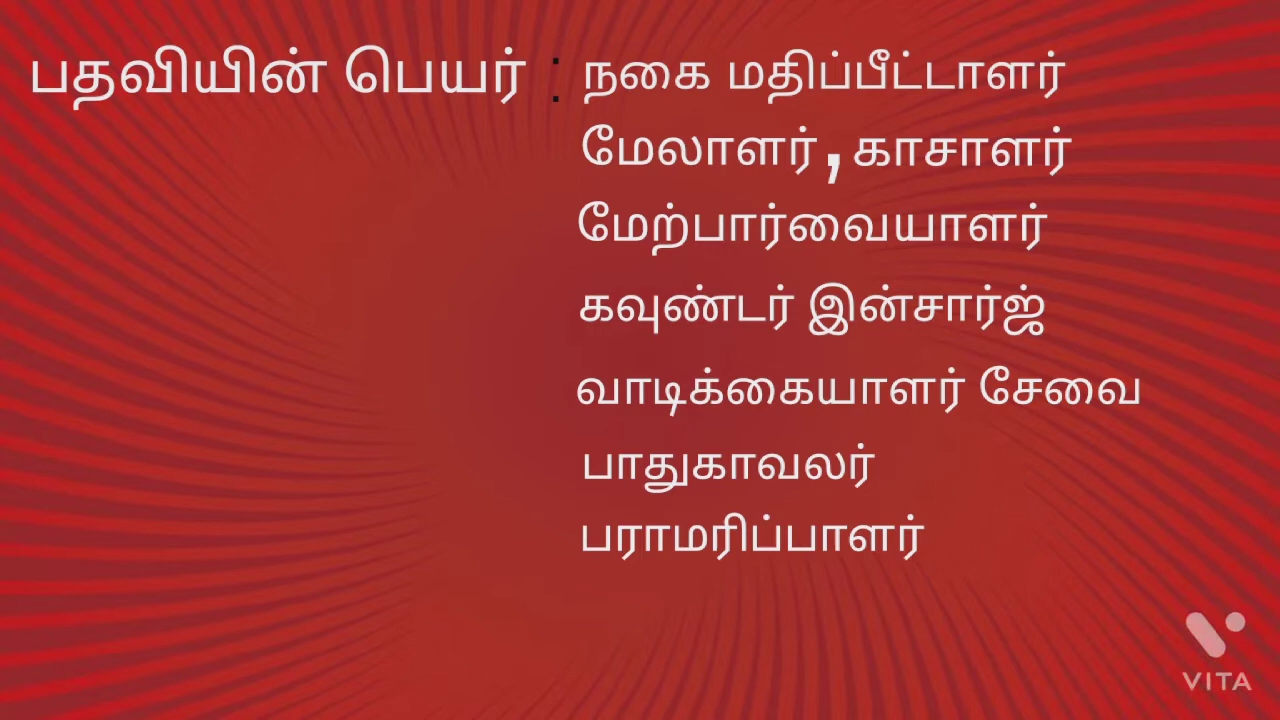 பதவியின் பெயர் : நகை மதிப்பீட்டாளர்
மேலாளர் , காசாளர்
மேற்பார்வையாளர்
கவுண்டர் இன்சார்ஜ்
வாடிக்கையாளர் சேவை
பாதுகாவலர்
பராமரிப்பாளர்
VITA